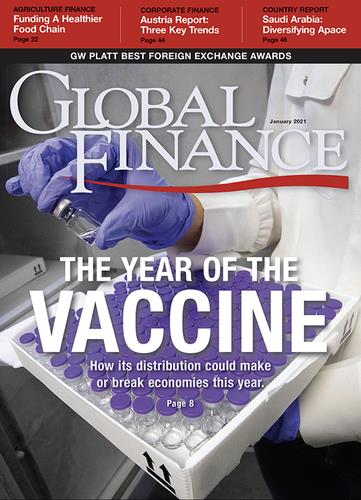 AGRICULTURE FINANCE
Funding A Healthier
Food Chain
Page 22
CORPORATE FINANCE
Austria Report:
Three Key Trends
Page 44
COUNTRY REPORT
Saudi Arabia:
Diversifying Apace
Page 46
GW PLATT BEST FOREIGN EXCHANGE AWARDS
GLOBAL
FINANCE
January 2021
THE YEAR OF THE
VACCINE
How its distribution could make
or break economies this year.
Page 8